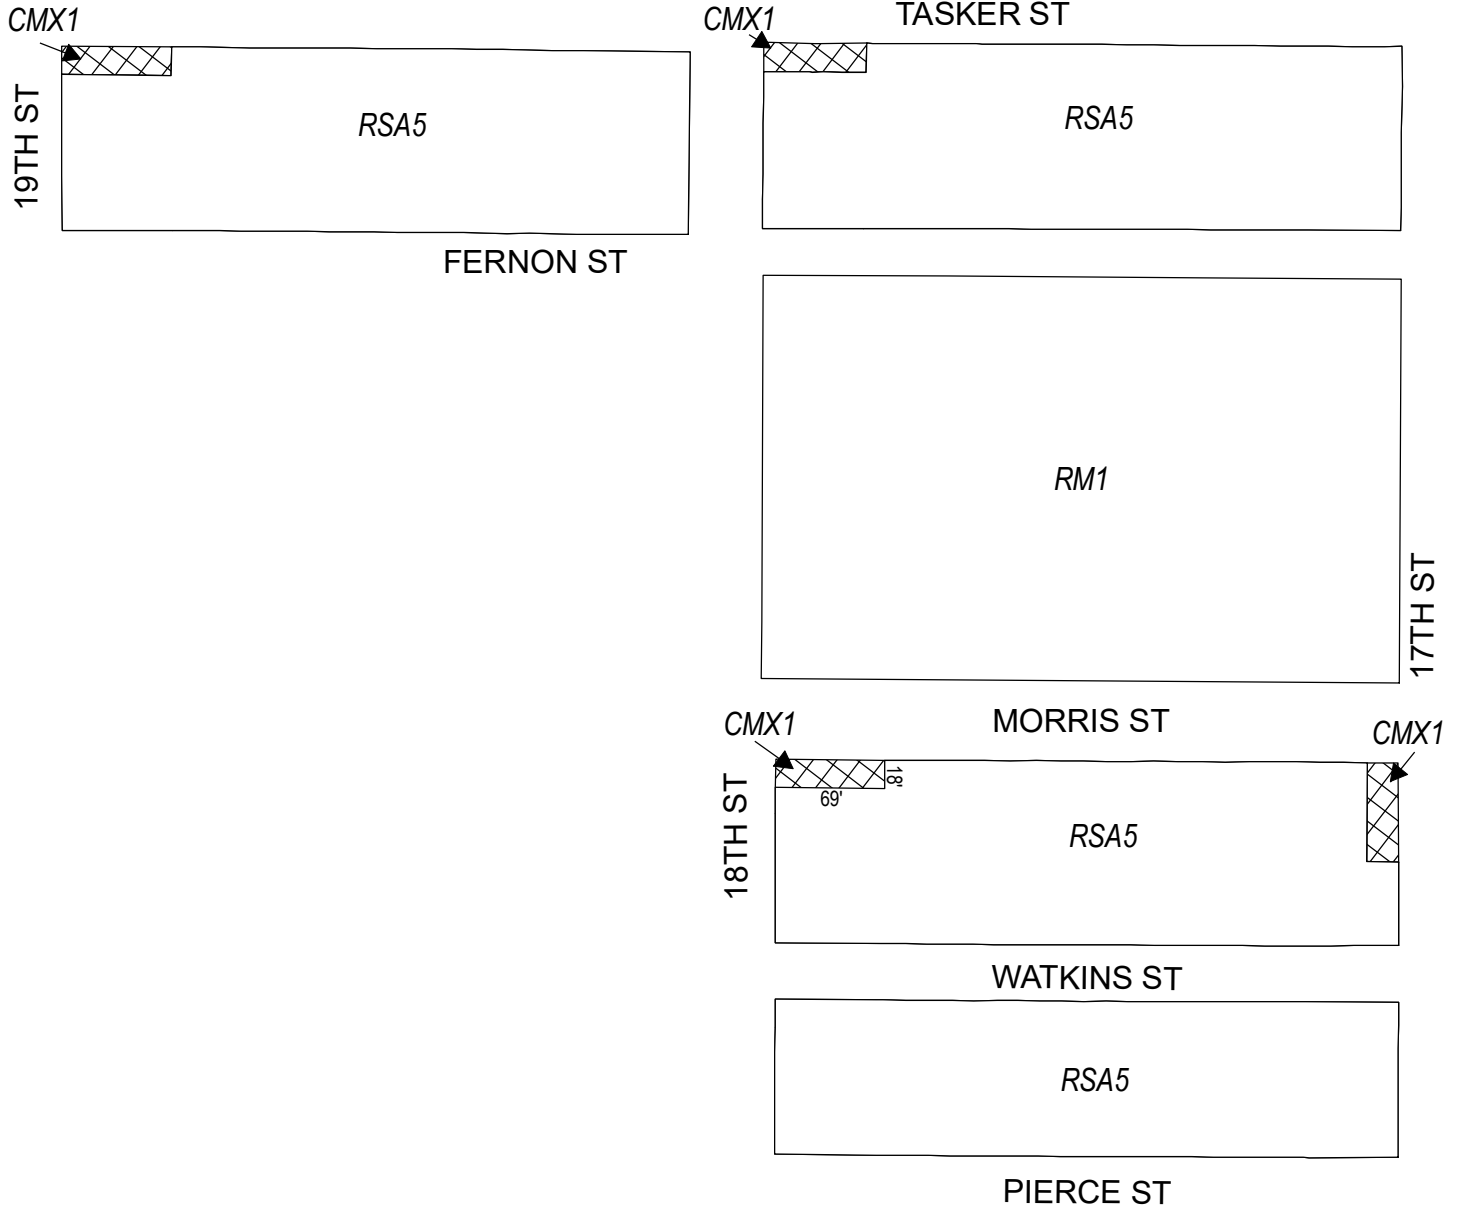 CMX1
CMX1
TASKER ST
19TH ST
RSA5
RSA5
FERNON ST
RM1
17TH ST
CMX1
MORRIS ST
CMX1
18TH ST
18'
69'
RSA5
WATKINS ST
RSA5
PIERCE ST